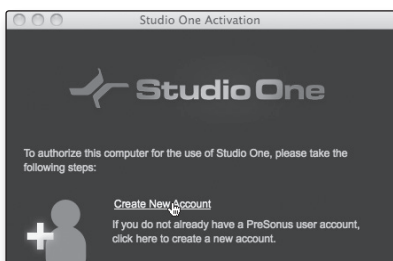 Studio One Activation
Studio One
To authorize this computer for the use of Studio One, please take the
following steps:
Create New Account
If you do not already have a PreSonus user account,
click here to create a new account.